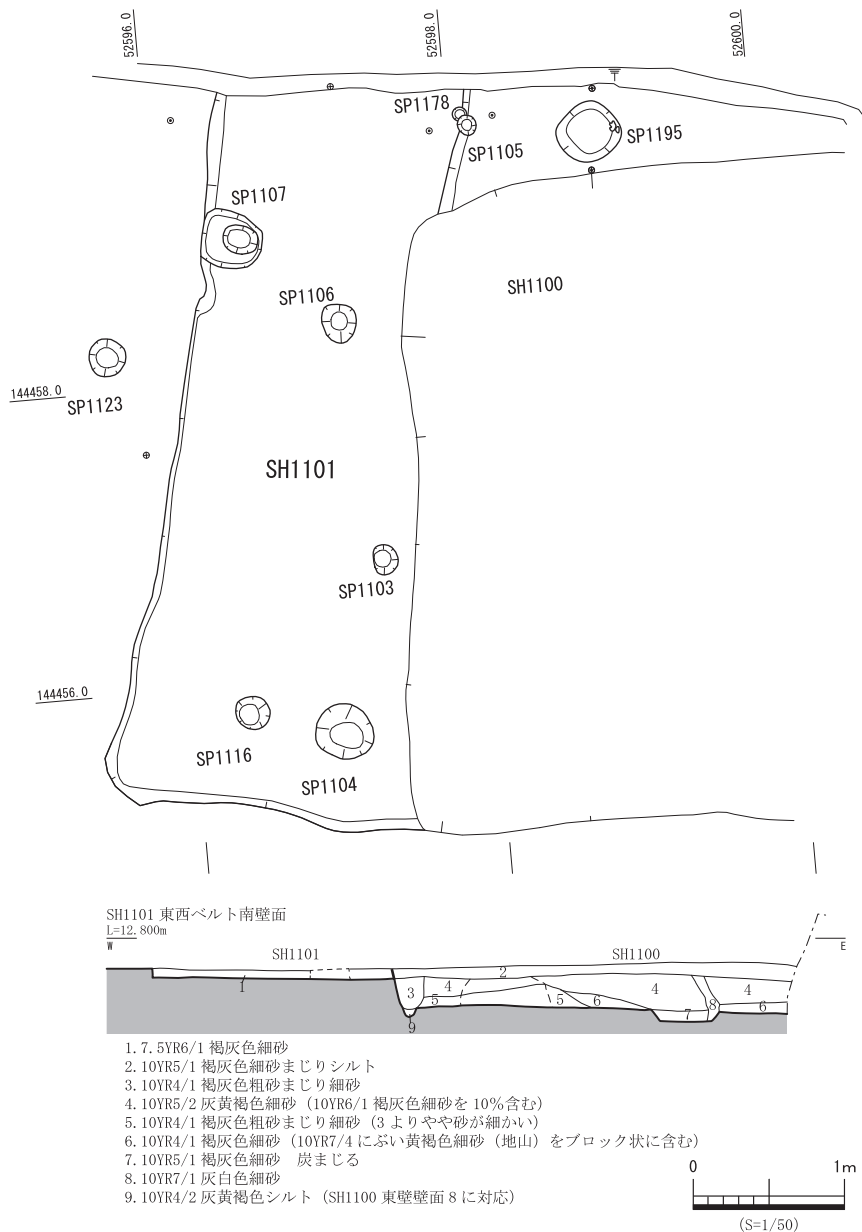 52596.0
52598.0
52600.0
SP1178
SP1105
SP1195
SP1107
SP1106
SH1100
144458.0
SP1123
SH1101
SP1103
144456.0
SP1116
SP1104
SH1101 東西ベルト南壁面
L=12.800m
W
E
SH1101
SH1100
1
2
3
4
5
5
6
4
7
8
4
6
9
1. 7.5YR6/1 褐灰色細砂
2. 10YR5/1 褐灰色細砂まじりシルト
3. 10YR4/1 褐灰色粗砂まじり細砂
4. 10YR5/2 灰黄褐色細砂（10YR6/1 褐灰色細砂を 10%含む）
5. 10YR4/1 褐灰色粗砂まじり細砂（3 よりやや砂が細かい）
6. 10YR4/1 褐灰色細砂（10YR7/4 にぶい黄褐色細砂（地山）をブロック状に含む）
7. 10YR5/1 褐灰色細砂　炭まじる
8. 10YR7/1 灰白色細砂
9. 10YR4/2 灰黄褐色シルト（SH1100 東壁壁面 8 に対応）
0
1m
(S=1/50)